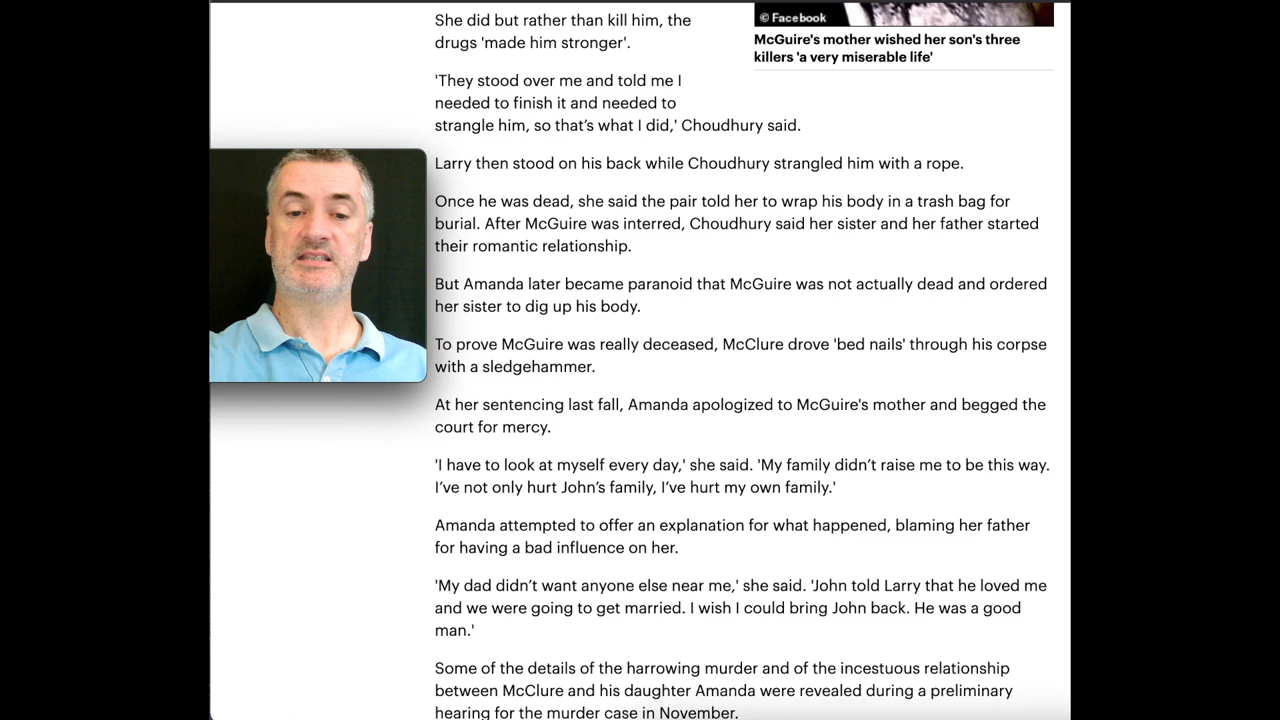 She did but rather than kill him, the
drugs 'made him stronger'.
© Facebook
McGuire's mother wished her son's three
killers 'a very miserable life'
'They stood over me and told me I
needed to finish it and needed to
strangle him, so that’s what I did,' Choudhury said.
Larry then stood on his back while Choudhury strangled him with a rope.
Once he was dead, she said the pair told her to wrap his body in a trash bag for
burial. After McGuire was interred, Choudhury said her sister and her father started
their romantic relationship.
But Amanda later became paranoid that McGuire was not actually dead and ordered
her sister to dig up his body.
To prove McGuire was really deceased, McClure drove 'bed nails' through his corpse
with a sledgehammer.
At her sentencing last fall, Amanda apologized to McGuire's mother and begged the
court for mercy.
'I have to look at myself every day,' she said. 'My family didn’t raise me to be this way.
I’ve not only hurt John’s family, I’ve hurt my own family.'
Amanda attempted to offer an explanation for what happened, blaming her father
for having a bad influence on her.
'My dad didn’t want anyone else near me,' she said. 'John told Larry that he loved me
and we were going to get married. I wish I could bring John back. He was a good
man.'
Some of the details of the harrowing murder and of the incestuous relationship
between McClure and his daughter Amanda were revealed during a preliminary
hearing for the murder case in November.